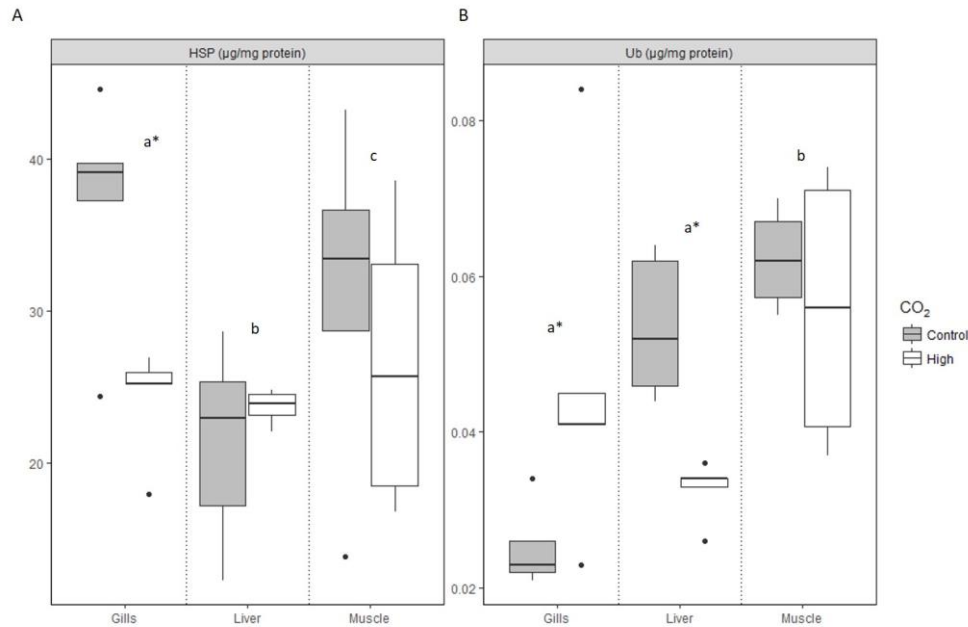 A
B
HSP (µg/mg protein)
Ub (µg/mg protein)
40
30
20
a*
b
c
Gills
Liver
Muscle
0.08
0.06
0.04
0.02
a*
a*
b
Gills
Liver
Muscle
CO₂
Control
High